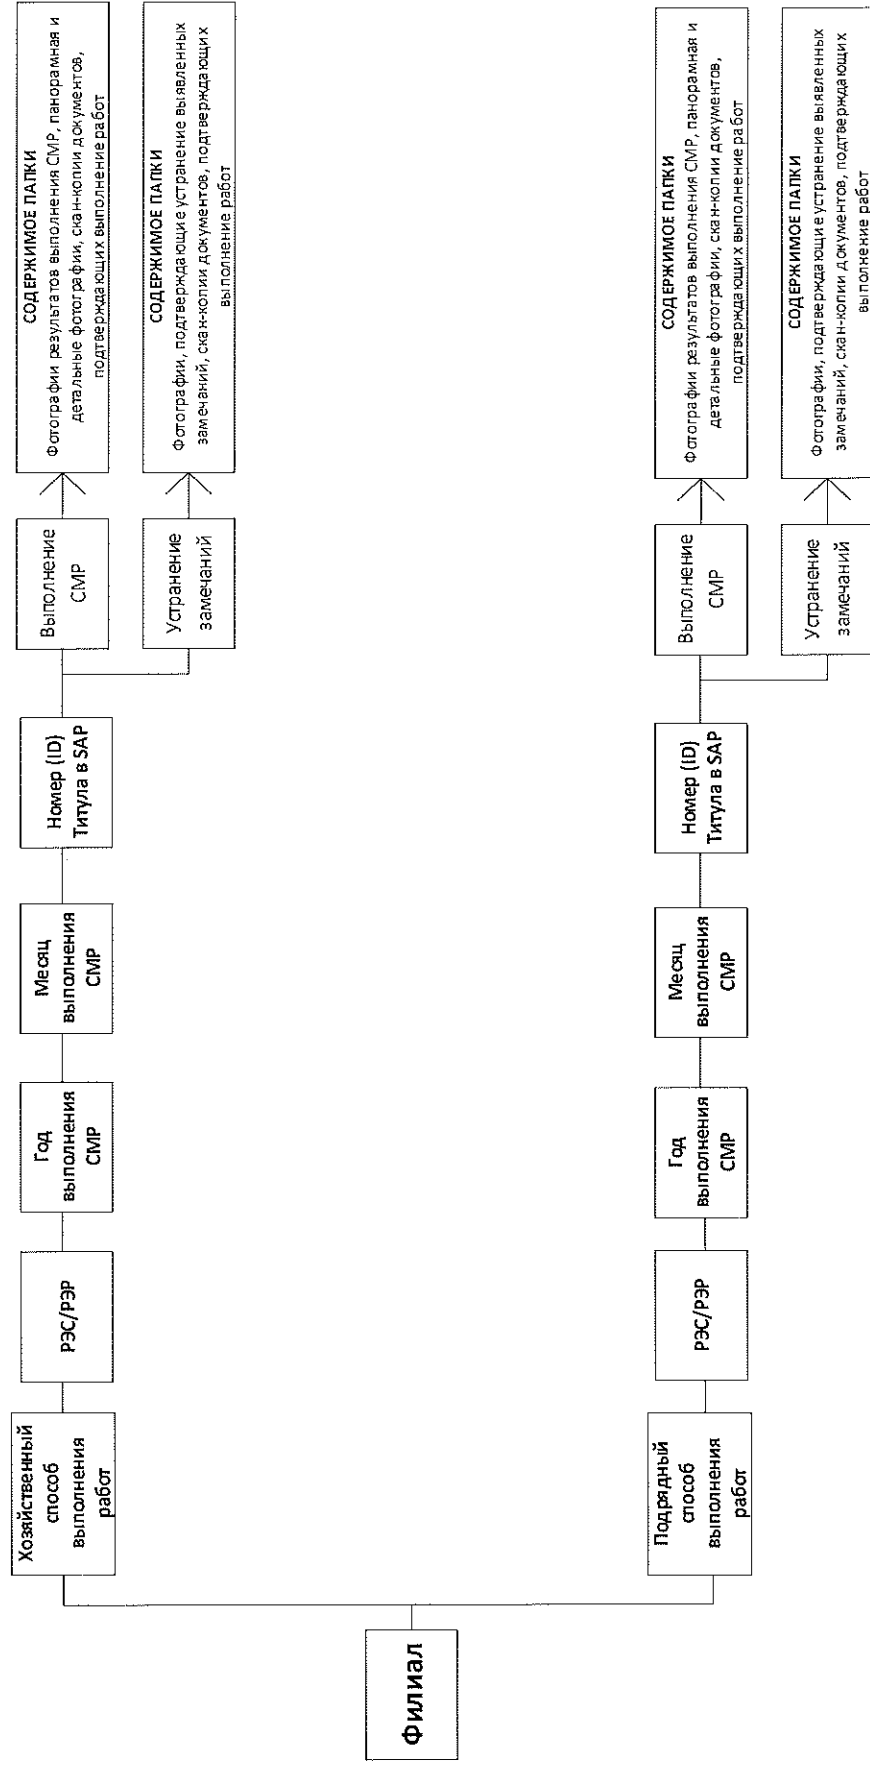 Филиал
Хозяйственный
способ
выполнения
работ
РЭС/РЭР
Год
выполнения
СМР
Месяц
выполнения
СМР
Номер (ID)
Титула в SAP
Выполнение
СМР
СОДЕРЖИМОЕ ПАПКИ
Фотографии результатов выполнения СМР, панорамная и
детальные фотографии, скан-копии документов,
подтверждающих выполнение работ
Устранение
замечаний
СОДЕРЖИМОЕ ПАПКИ
Фотографии, подтверждающие устранение выявленных
замечаний, скан-копии документов, подтверждающих
выполнение работ
Подрядный
способ
выполнения
работ
РЭС/РЭР
Год
выполнения
СМР
Месяц
выполнения
СМР
Номер (ID)
Титула в SAP
Выполнение
СМР
СОДЕРЖИМОЕ ПАПКИ
Фотографии результатов выполнения СМР, панорамная и
детальные фотографии, скан-копии документов,
подтверждающих выполнение работ
Устранение
замечаний
СОДЕРЖИМОЕ ПАПКИ
Фотографии, подтверждающие устранение выявленных
замечаний, скан-копии документов, подтверждающих
выполнение работ